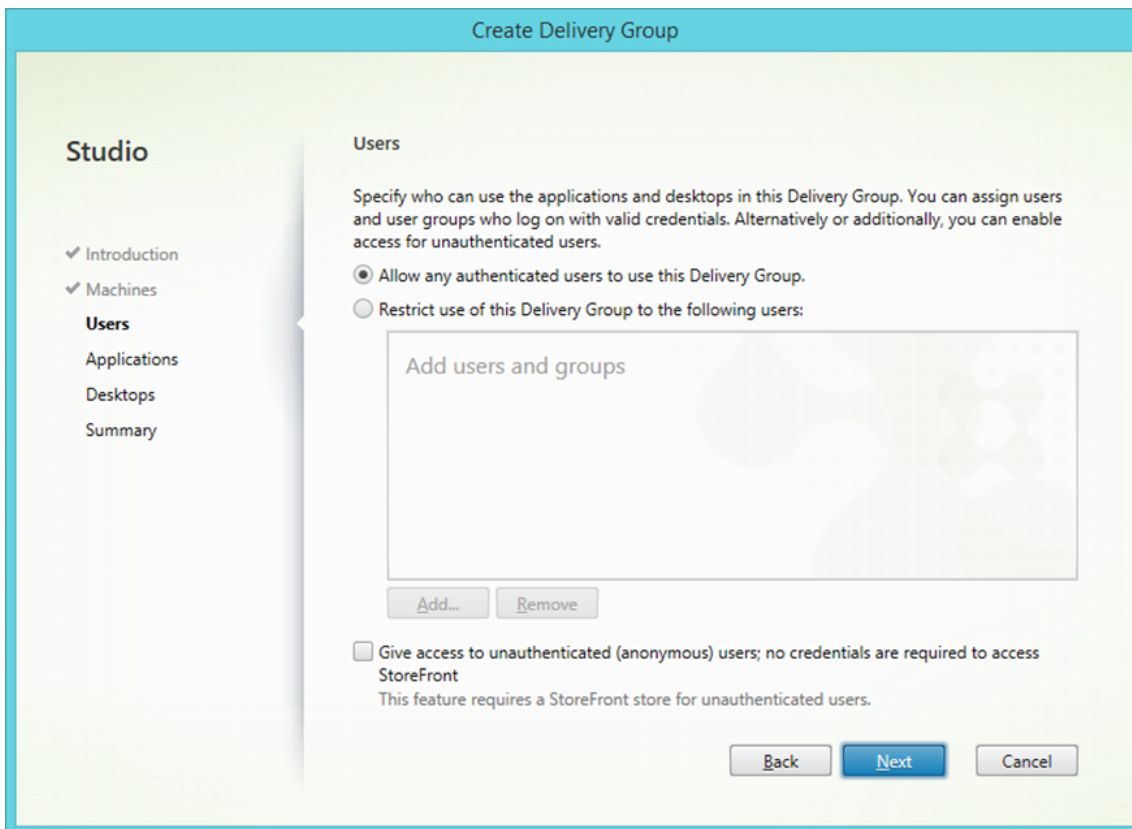 Create Delivery Group
Studio
Introduction
Machines
Users
Applications
Desktops
Summary
Users
Specify who can use the applications and desktops in this Delivery Group. You can assign users
and user groups who log on with valid credentials. Alternatively or additionally, you can enable
access for unauthenticated users.
Allow any authenticated users to use this Delivery Group.
Restrict use of this Delivery Group to the following users:
Add users and groups
Add... Remove
Give access to unauthenticated (anonymous) users; no credentials are required to access
StoreFront
This feature requires a StoreFront store for unauthenticated users.
Back Next Cancel